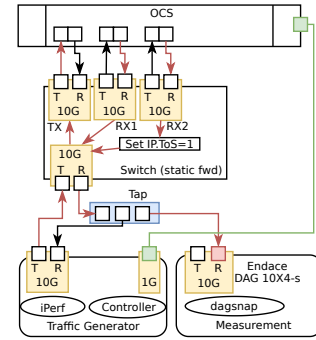 OCS
T R T R T R
10G 10G 10G
TX RX1 RX2
Set IP.ToS=1
10G
T R
Switch (static fwd)
Tap
T R
10G
1G
T R
10G
Endace
DAG 10X4-s
iPerf Controller
dagsnap
Traffic Generator
Measurement